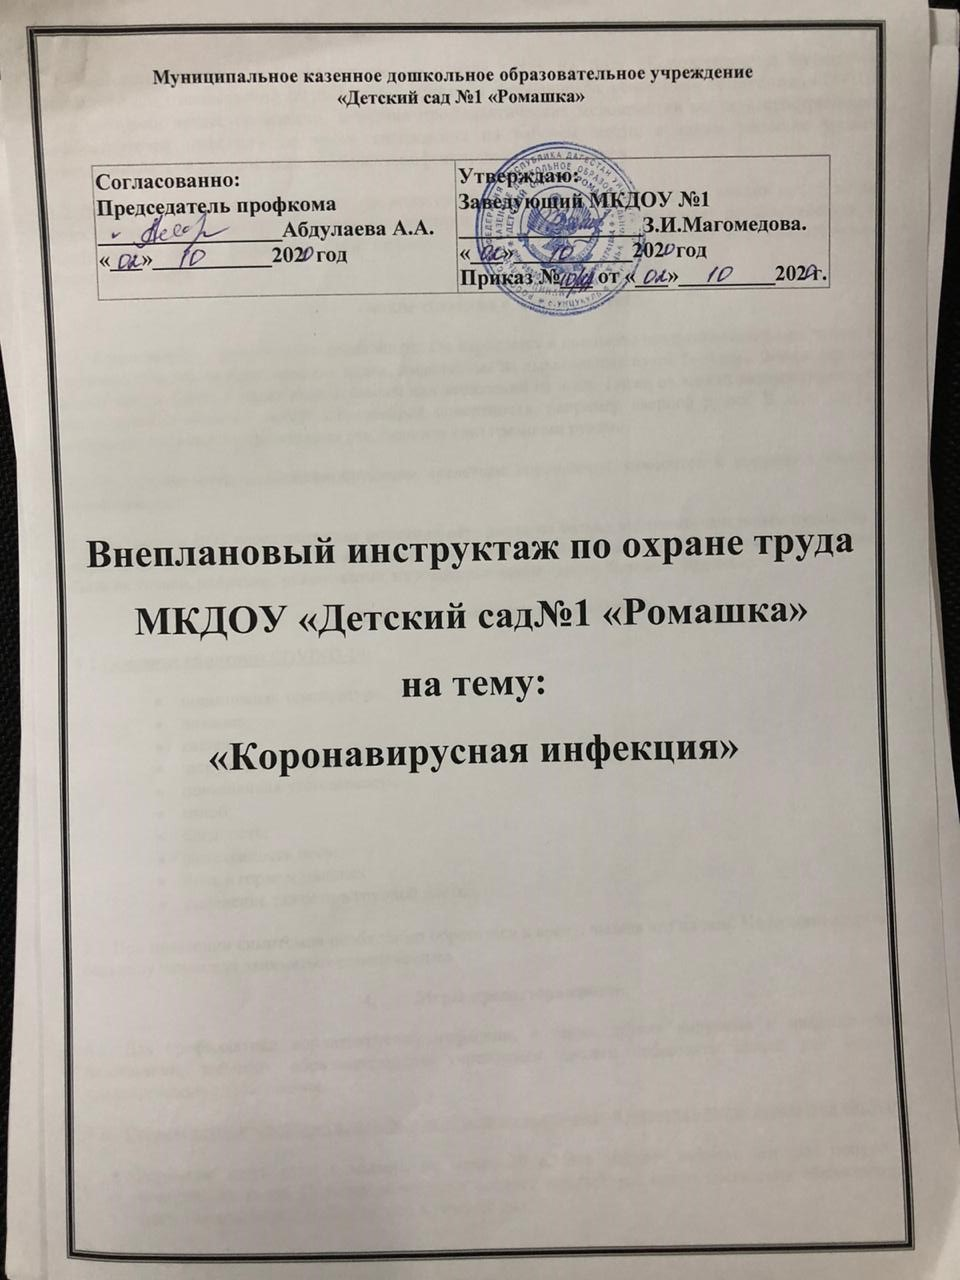 Муниципальное казенное дошкольное образовательное учреждение
«Детский сад №1 «Ромашка»
Согласованно:
Председатель профкома
Абдулаева А.А.
«02» 10 2020 год
Утверждаю:
Заведующий МКДОУ №1
З.И.Магомедова.
«02» 10 2020 год
Приказ № от «02» 10 2020г.
Внеплановый инструктаж по охране труда
МКДОУ «Детский сад№1 «Ромашка»
на тему:
«Коронавирусная инфекция»